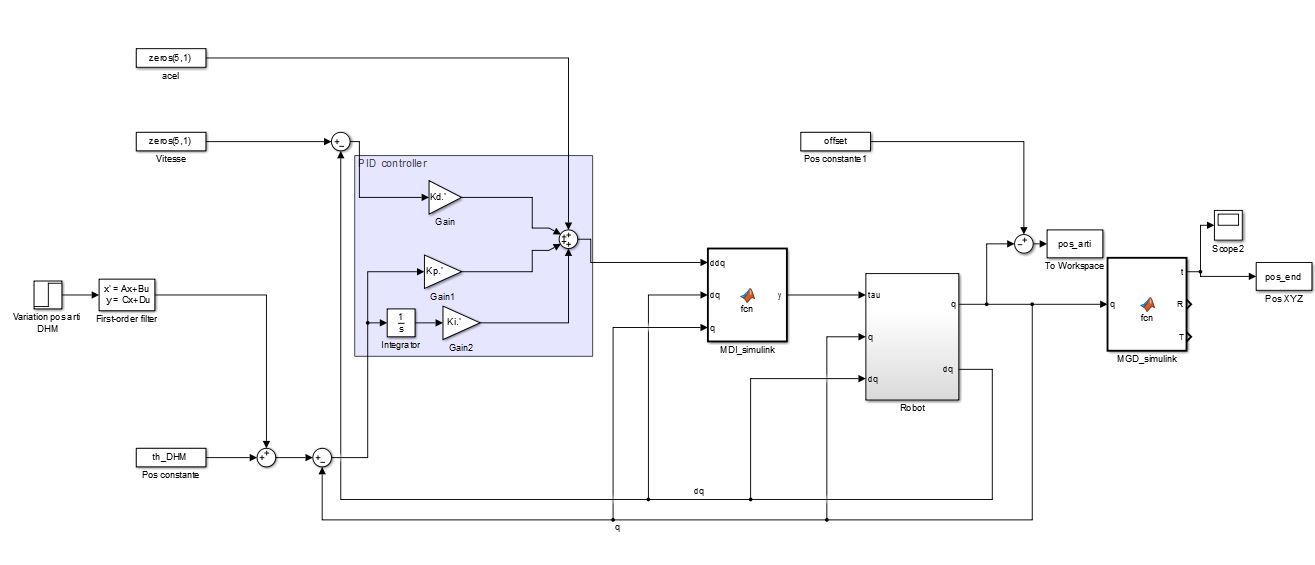 zeros(5,1)
acel
zeros(5,1)
Vitesse
+
−
PID controller
Kd.'
Gain
Kp.'
Gain1
1
s
Integrator
Ki.'
Gain2
+
+
+
+
Variation pos arti
DHM
x' = Ax+Bu
y = Cx+Du
First-order filter
th_DHM
Pos constante
+
+
+
−
ddq
dq
q
fcn
y
MDI_simulink
tau
q
dq
q
dq
Robot
offset
Pos constante1
−
+
pos_arti
To Workspace
q
fcn
t
R
T
MGD_simulink
Scope2
pos_end
Pos XYZ
dq
q